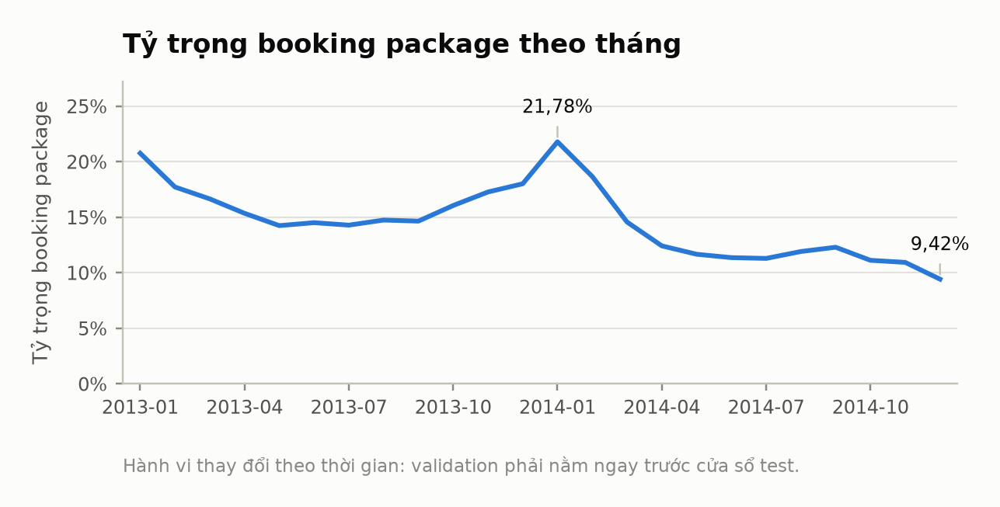 Tỷ trọng booking package theo tháng
Tỷ trọng booking package
25%
20%
15%
10%
5%
0%
21,78%
9,42%
2013-01 2013-04 2013-07 2013-10 2014-01 2014-04 2014-07 2014-10
Hành vi thay đổi theo thời gian: validation phải nằm ngay trước cửa sổ test.